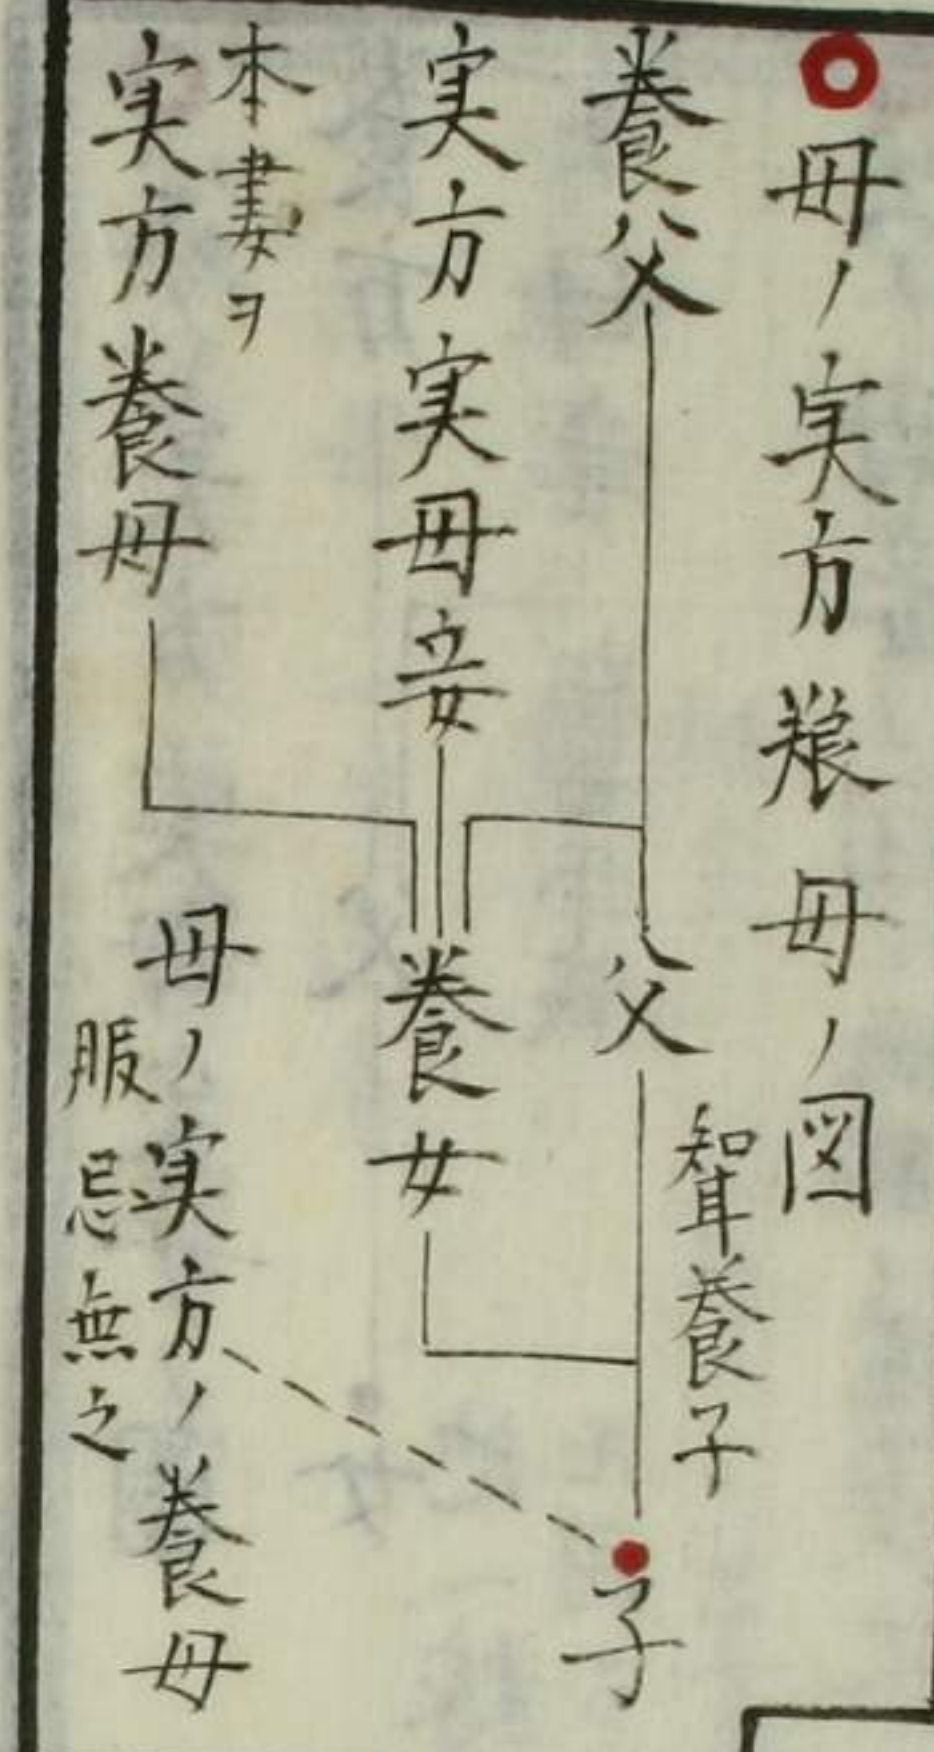 母ノ実方養母ノ図
養父
父
聟養子
子
実方実母妾
養女
本妻ヲ
実方養母
母ノ実方ノ養母
服忌無之